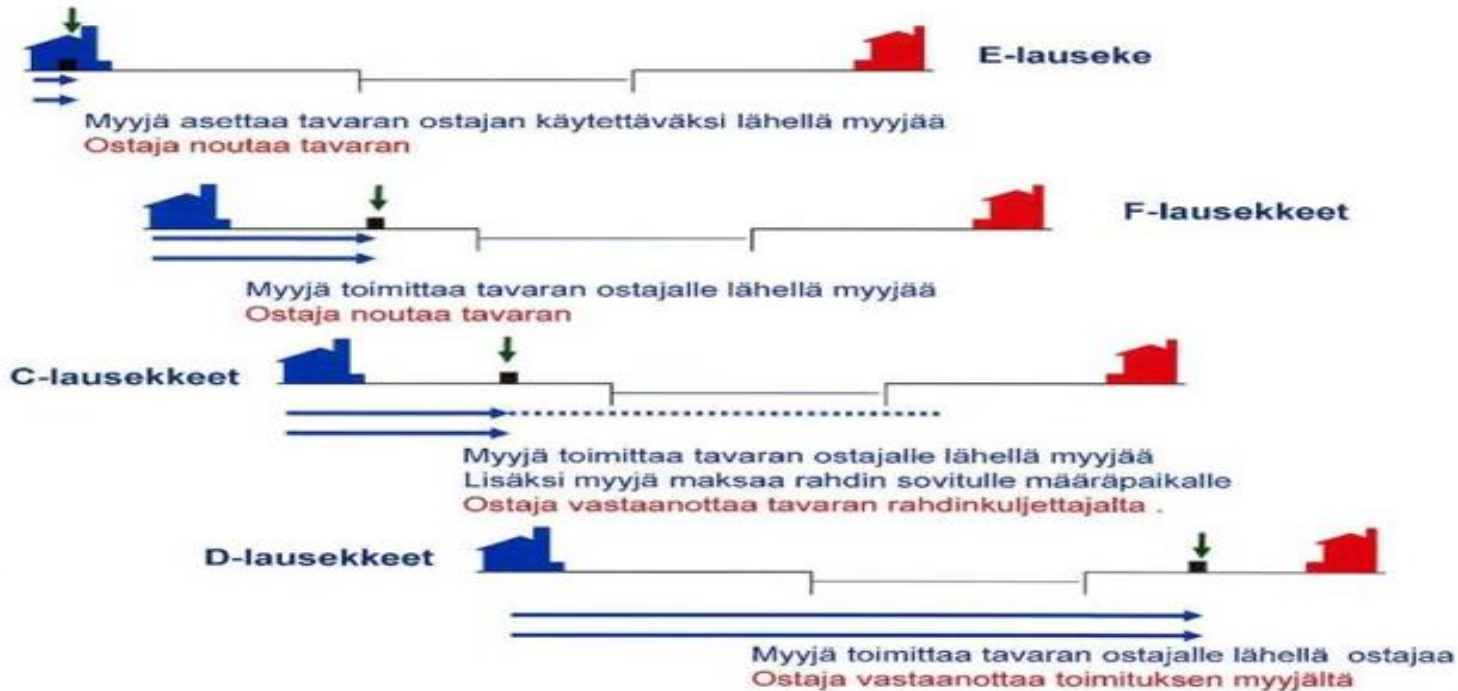 E-lauseke
Myyjä asettaa tavaran ostajan käytettäväksi lähellä myyjää
Ostaja noutaa tavaran
F-lausekkeet
Myyjä toimittaa tavaran ostajalle lähellä myyjää
Ostaja noutaa tavaran
C-lausekkeet
Myyjä toimittaa tavaran ostajalle lähellä myyjää
Lisäksi myyjä maksaa rahdin sovitulle määräpaikalle
Ostaja vastaanottaa tavaran rahdinkuljettajalta .
D-lausekkeet
Myyjä toimittaa tavaran ostajalle lähellä ostajaa
Ostaja vastaanottaa toimituksen myyjältä